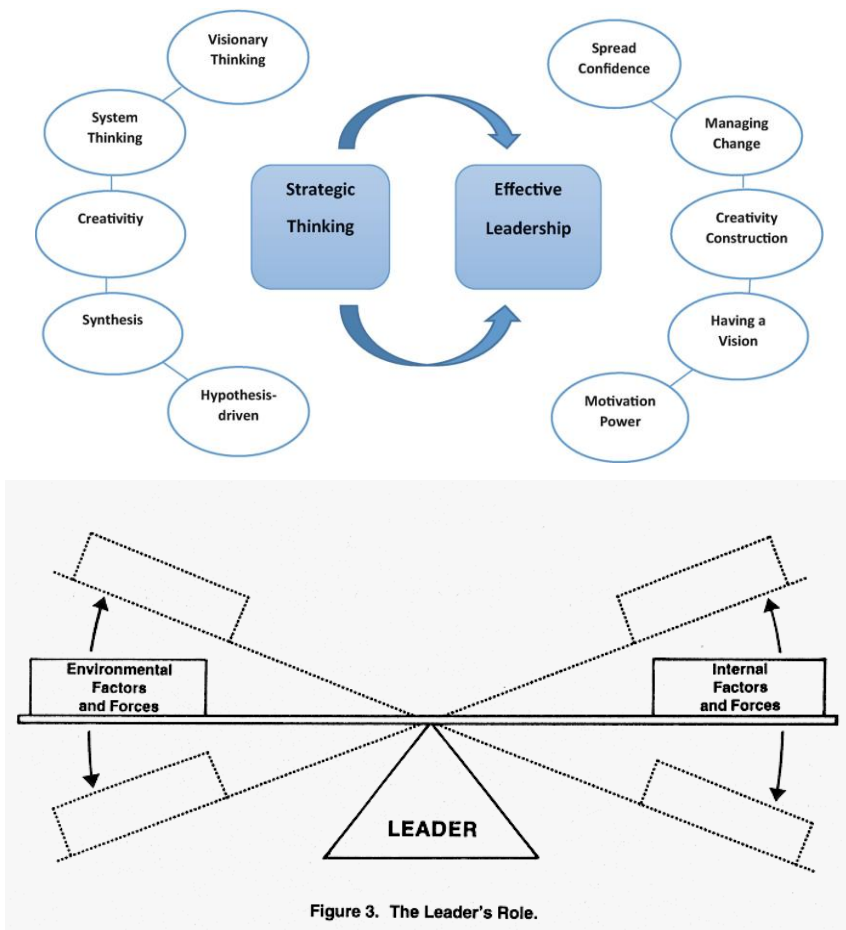 Visionary
Thinking
System
Thinking
Creativitiy
Synthesis
Hypothesis-
driven
Strategic
Thinking
Effective
Leadership
Spread
Confidence
Managing
Change
Creativity
Construction
Having a
Vision
Motivation
Power
Environmental
Factors
and Forces
Internal
Factors
and Forces
LEADER
Figure 3. The Leader's Role.